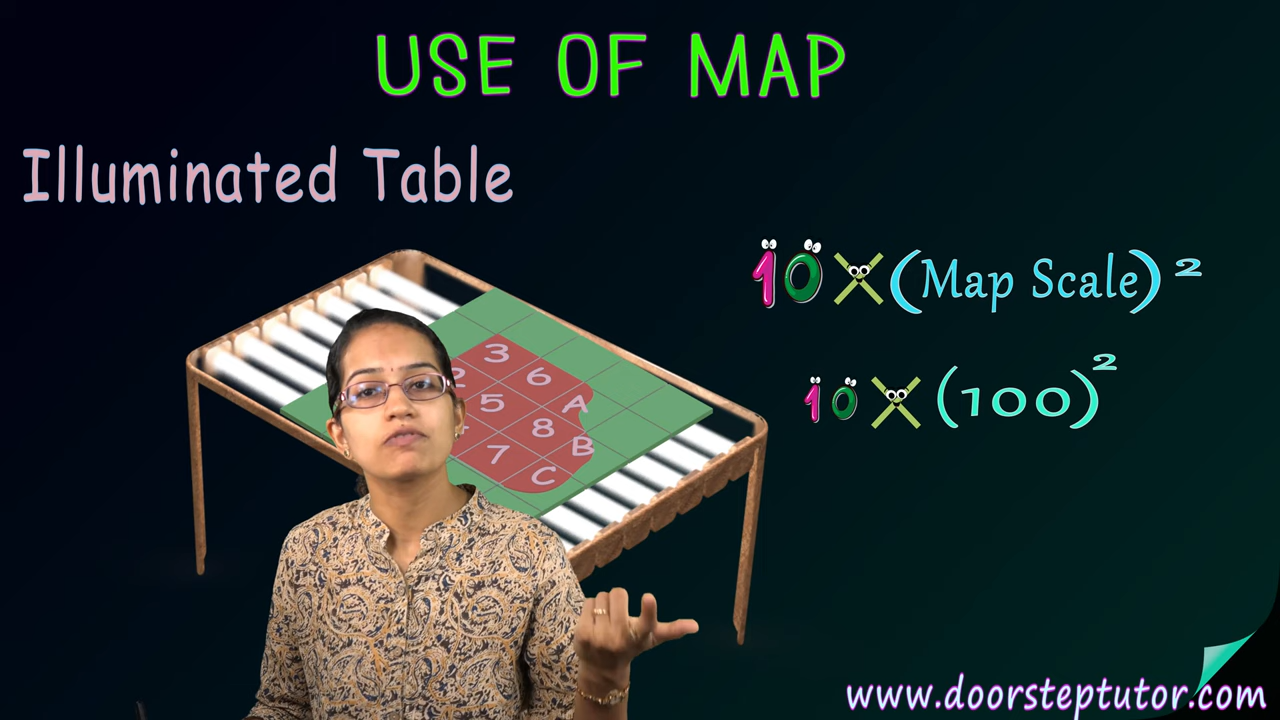 USE OF MAP
Illuminated Table
10 × (Map Scale)²
10 × (100)²
3
2 6
5 A
8
7 B
C
www.doorsteptutor.com